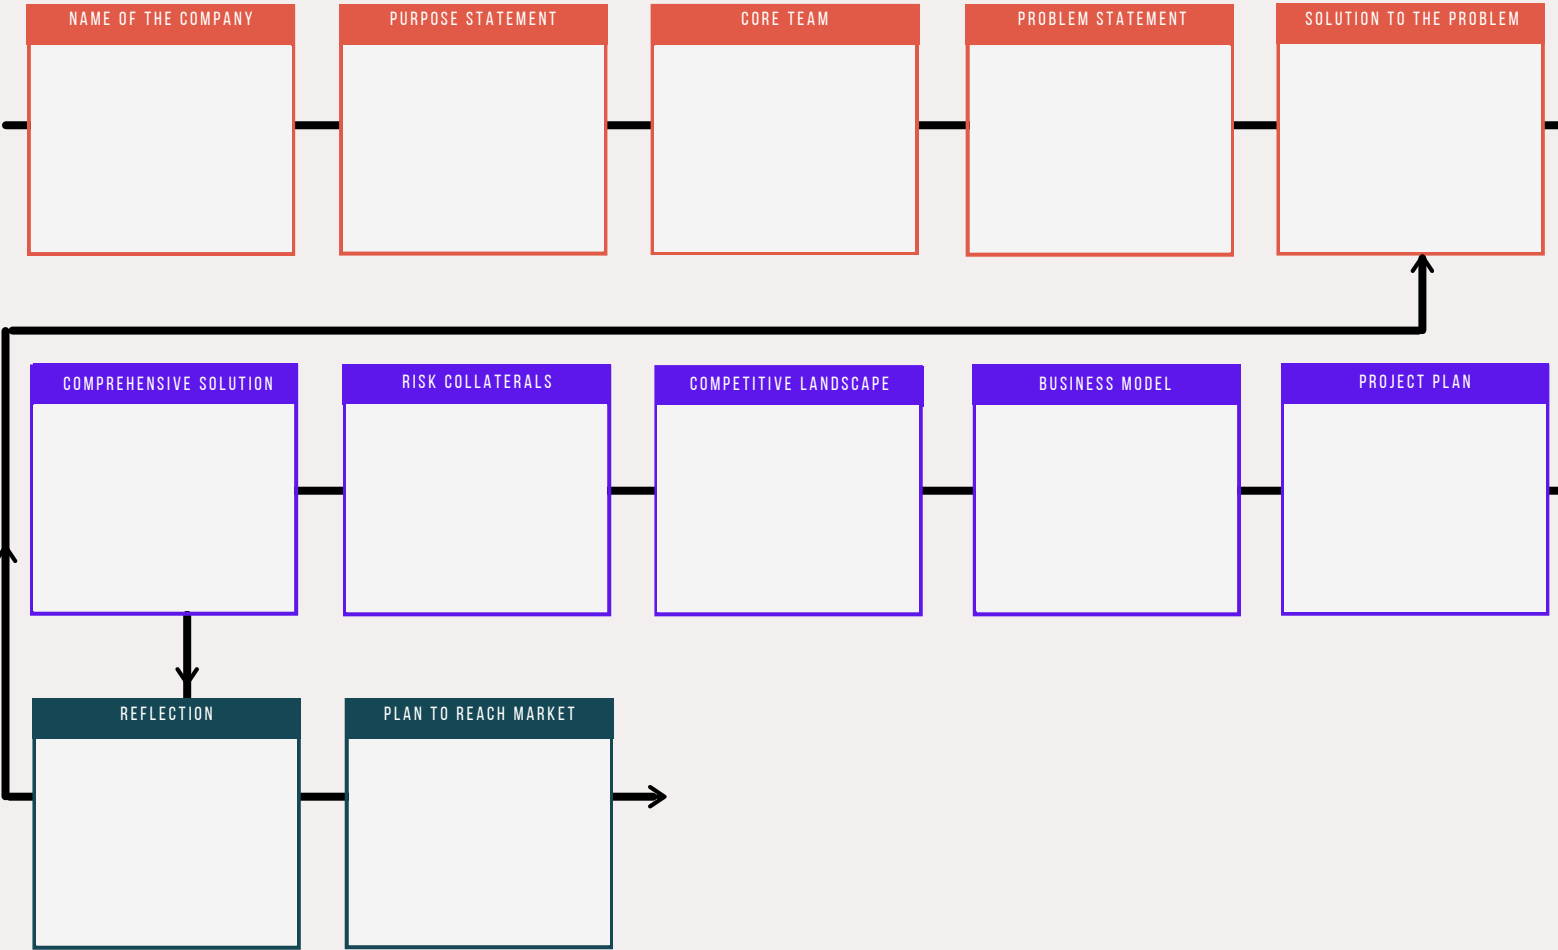 NAME OF THE COMPANY
PURPOSE STATEMENT
CORE TEAM
PROBLEM STATEMENT
SOLUTION TO THE PROBLEM
COMPREHENSIVE SOLUTION
RISK COLLATERALS
COMPETITIVE LANDSCAPE
BUSINESS MODEL
PROJECT PLAN
REFLECTION
PLAN TO REACH MARKET